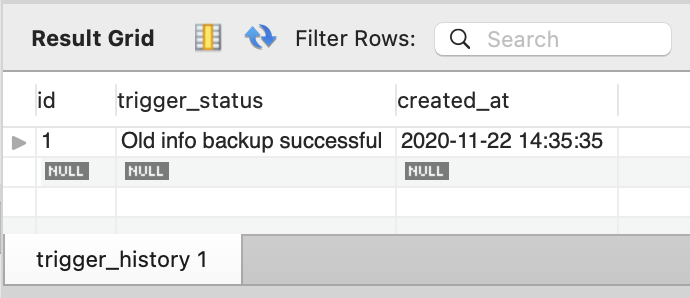 Result Grid Filter Rows: Search
id trigger_status created_at
1 Old info backup successful 2020-11-22 14:35:35
NULL NULL NULL
trigger_history 1